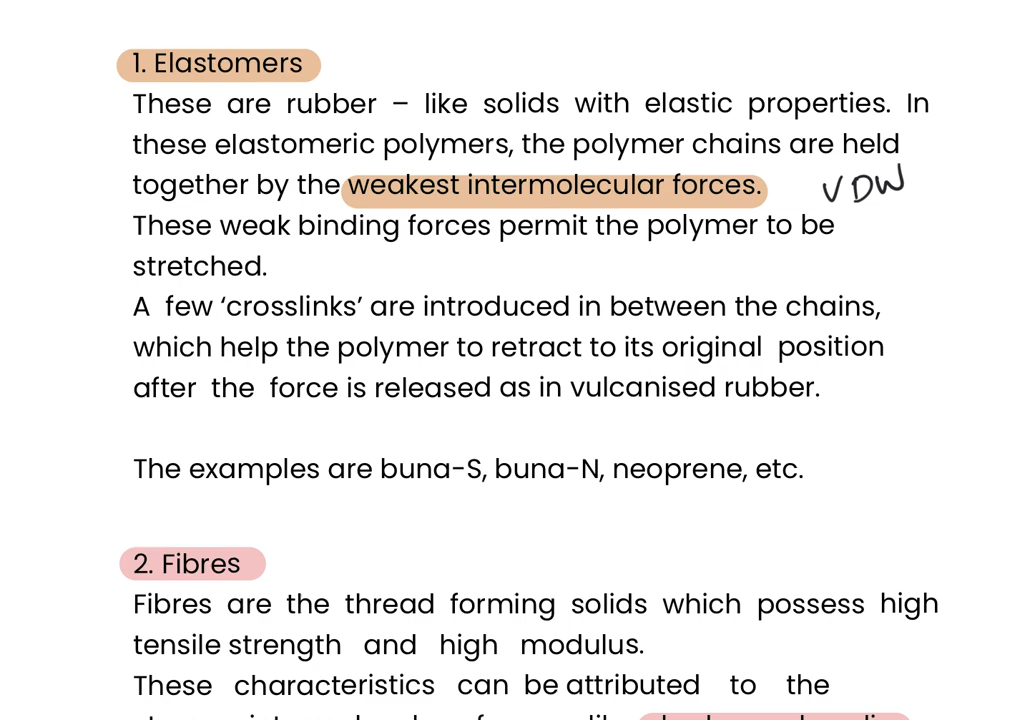 1. Elastomers
These are rubber – like solids with elastic properties. In
these elastomeric polymers, the polymer chains are held
together by the weakest intermolecular forces. VDW
These weak binding forces permit the polymer to be
stretched.
A few ‘crosslinks’ are introduced in between the chains,
which help the polymer to retract to its original position
after the force is released as in vulcanised rubber.
The examples are buna-S, buna-N, neoprene, etc.
2. Fibres
Fibres are the thread forming solids which possess high
tensile strength and high modulus.
These characteristics can be attributed to the